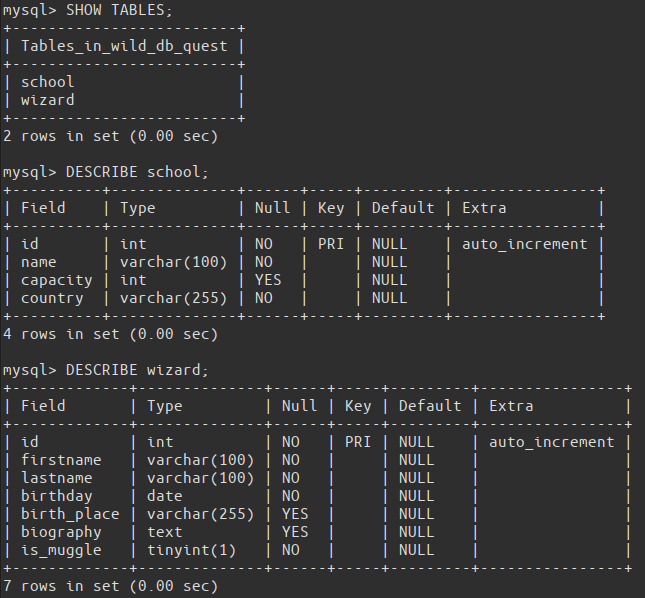 mysql> SHOW TABLES;
+-------------------------+
| Tables_in_wild_db_quest |
+-------------------------+
| school                  |
| wizard                  |
+-------------------------+
2 rows in set (0.00 sec)

mysql> DESCRIBE school;
+----------+--------------+------+-----+---------+----------------+
| Field    | Type         | Null | Key | Default | Extra          |
+----------+--------------+------+-----+---------+----------------+
| id       | int          | NO   | PRI | NULL    | auto_increment |
| name     | varchar(100) | NO   |     | NULL    |                |
| capacity | int          | YES  |     | NULL    |                |
| country  | varchar(255) | NO   |     | NULL    |                |
+----------+--------------+------+-----+---------+----------------+
4 rows in set (0.00 sec)

mysql> DESCRIBE wizard;
+-------------+--------------+------+-----+---------+----------------+
| Field       | Type         | Null | Key | Default | Extra          |
+-------------+--------------+------+-----+---------+----------------+
| id          | int          | NO   | PRI | NULL    | auto_increment |
| firstname   | varchar(100) | NO   |     | NULL    |                |
| lastname    | varchar(100) | NO   |     | NULL    |                |
| birthday    | date         | NO   |     | NULL    |                |
| birth_place | varchar(255) | YES  |     | NULL    |                |
| biography   | text         | YES  |     | NULL    |                |
| is_muggle   | tinyint(1)   | NO   |     | NULL    |                |
+-------------+--------------+------+-----+---------+----------------+
7 rows in set (0.00 sec)